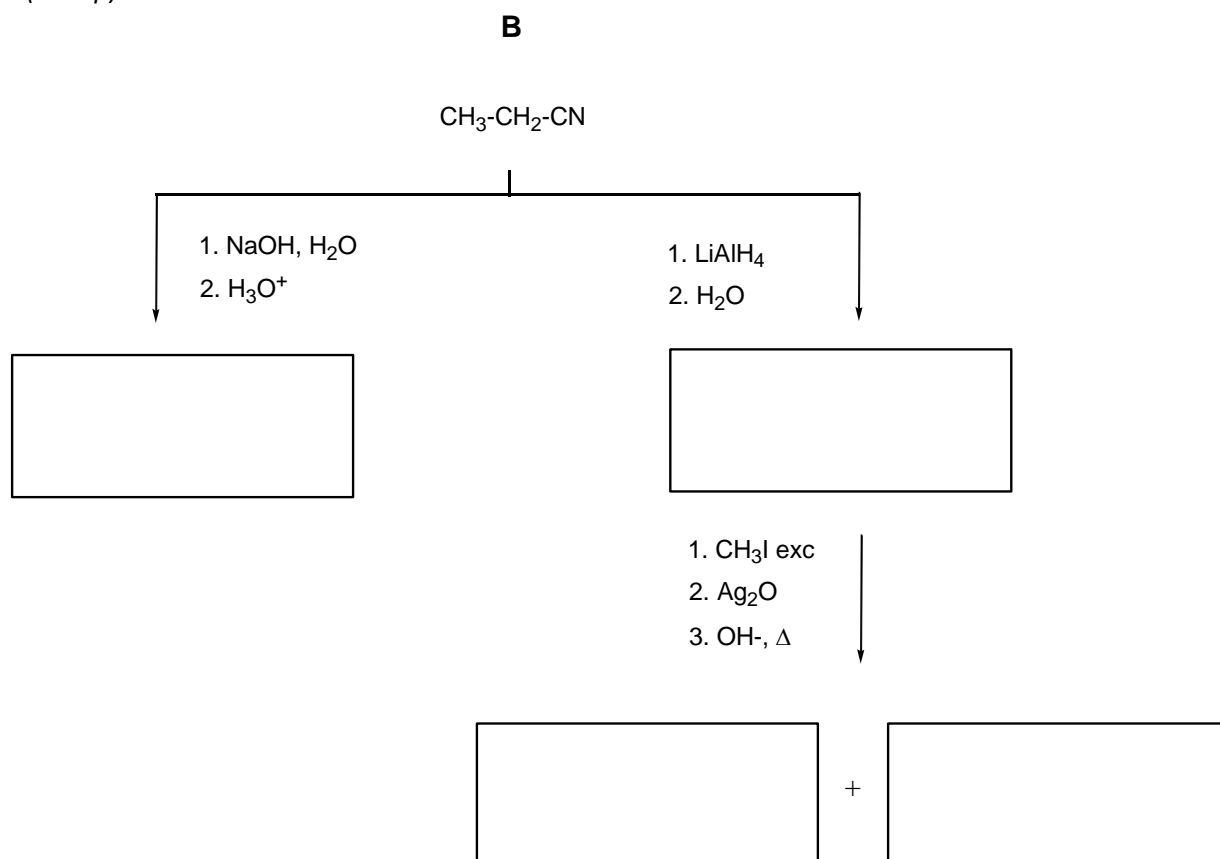 B
CH₃-CH₂-CN
1. NaOH, H₂O
2. H₃O⁺
1. LiAlH₄
2. H₂O
1. CH₃I exc
2. Ag₂O
3. OH-, Δ
+